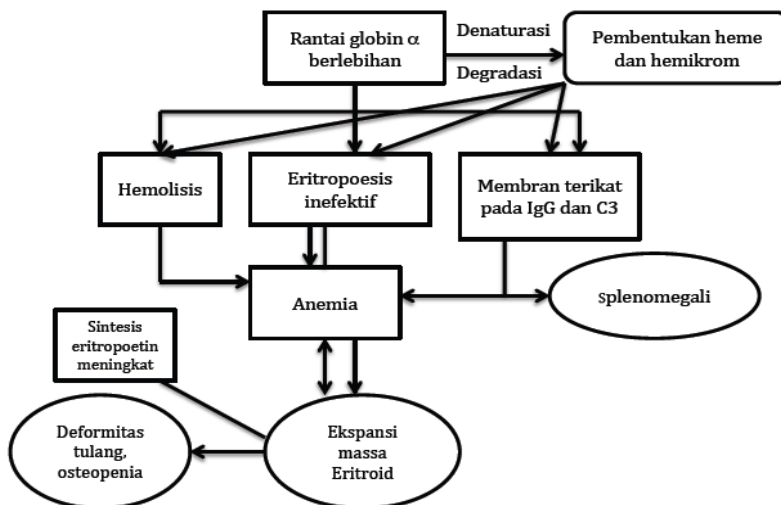 Rantai globin α
berlebihan
Denaturasi
Degradasi
Pembentukan heme
dan hemikrom
Hemolisis
Eritropoesis
inefektif
Membran terikat
pada IgG dan C3
Anemia
Splenomegali
Sintesis
eritropoetin
meningkat
Deformitas
tulang,
osteopenia
Ekspansi
massa
Eritroid